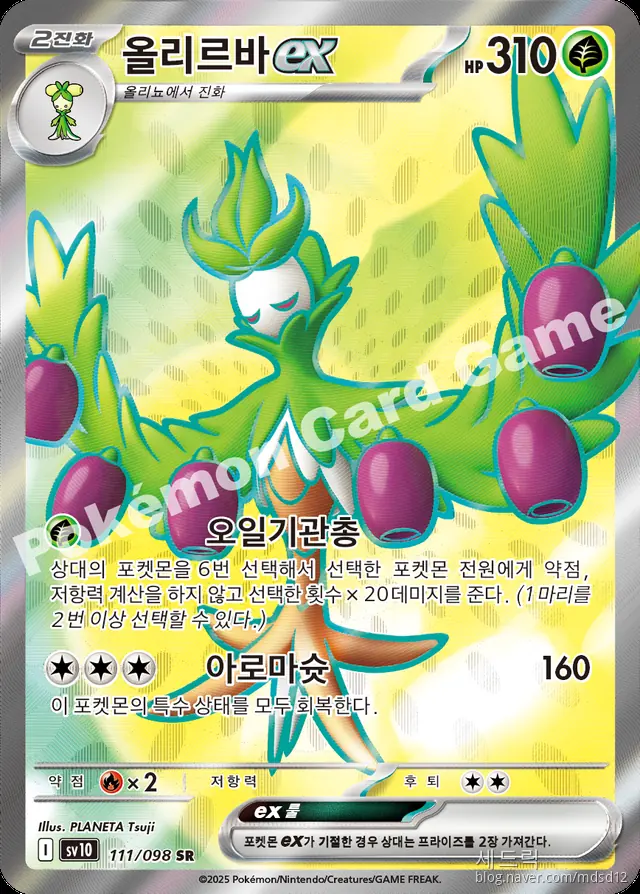 2진화
올리르바 ex
HP 310
올리뇨에서 진화
Pokémon Card Game
오일기관총
상대의 포켓몬을 6번 선택해서 선택한 포켓몬 전원에게 약점,
저항력 계산을 하지 않고 선택한 횟수×20데미지를 준다. (1마리를
2번 이상 선택할 수 있다.)
아로마슛 160
이 포켓몬의 특수 상태를 모두 회복한다.
약점 ×2 저항력 후퇴
ex 룰
포켓몬 ex가 기절한 경우 상대는 프라이즈를 2장 가져간다.
Illus. PLANETA Tsuji
I sv10 111/098 SR
세드릭
blog.naver.com/mdsd12
©2025 Pokémon/Nintendo/Creatures/GAME FREAK.